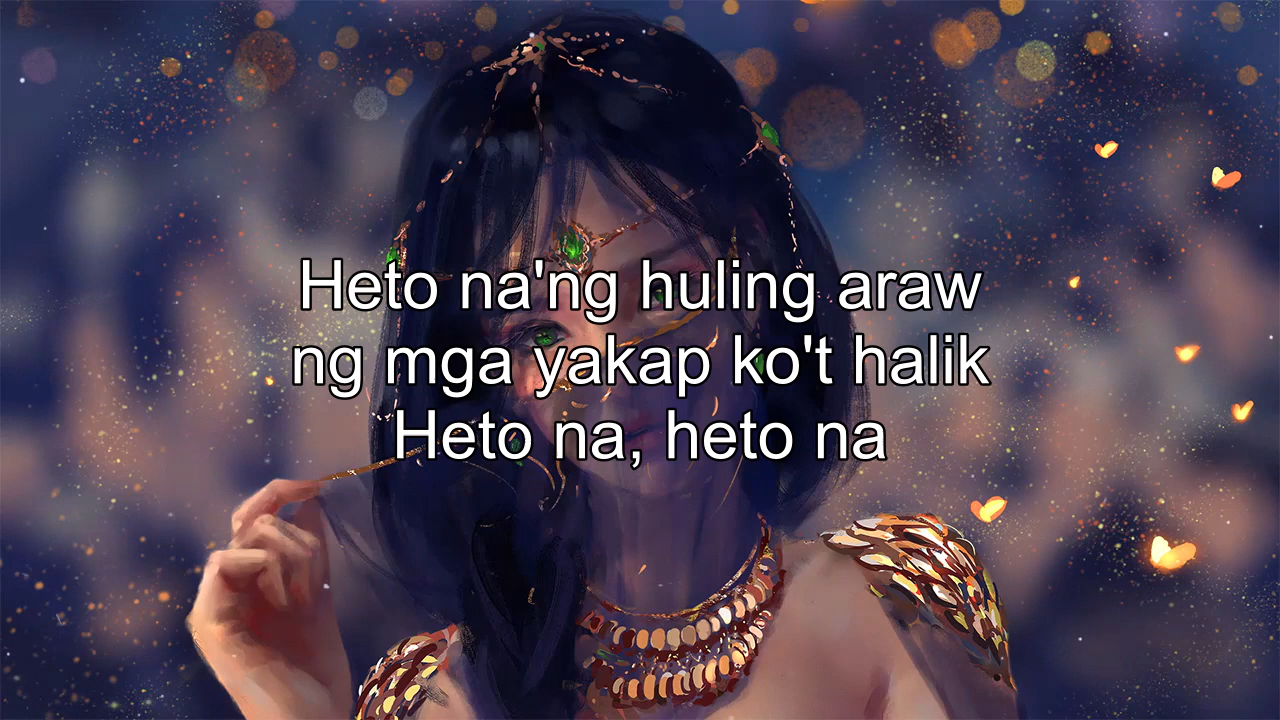 Heto na'ng huling araw
ng mga yakap ko't halik
Heto na, heto na